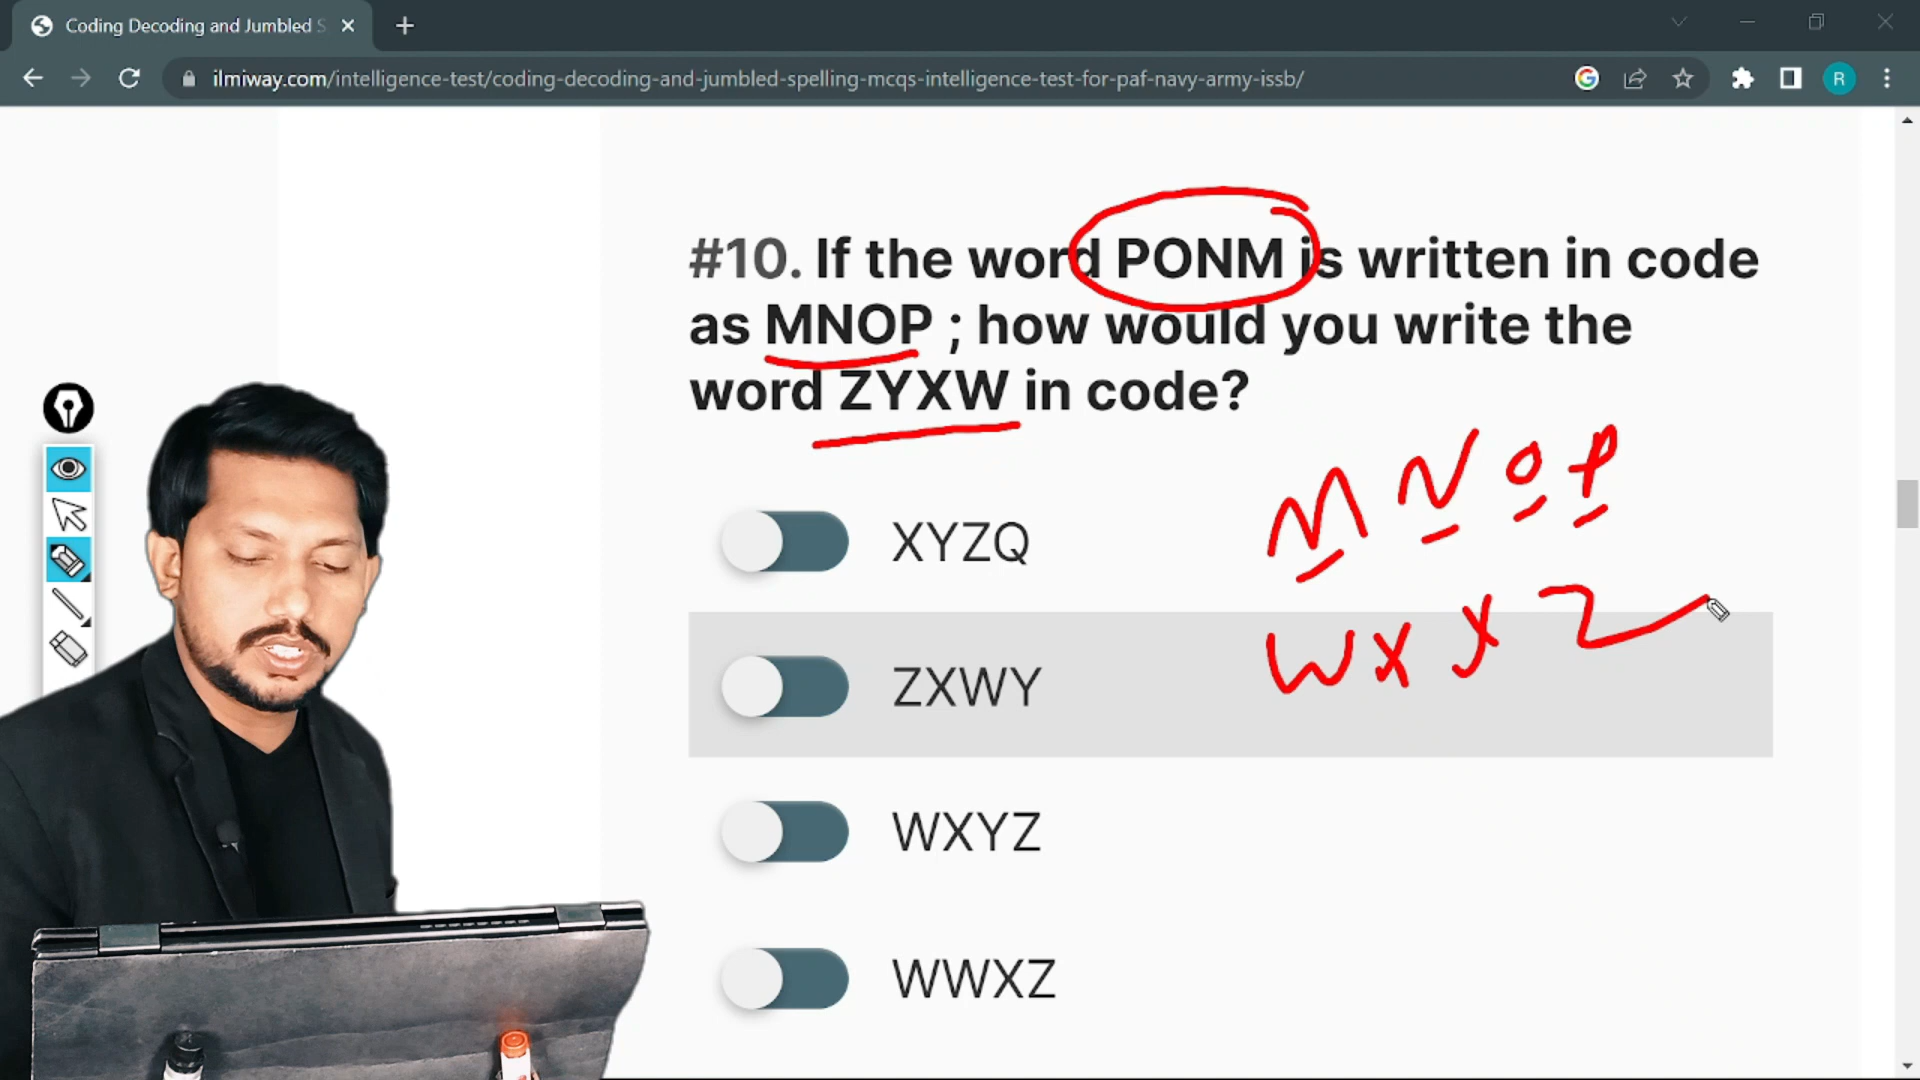 Coding Decoding and Jumbled S
ilmiway.com/intelligence-test/coding-decoding-and-jumbled-spelling-mcqs-intelligence-test-for-paf-navy-army-issb/
R
#10. If the word PONM is written in code
as MNOP ; how would you write the
word ZYXW in code?
M N O P
XYZQ
W X Y Z
ZXWY
WXYZ
WWXZ